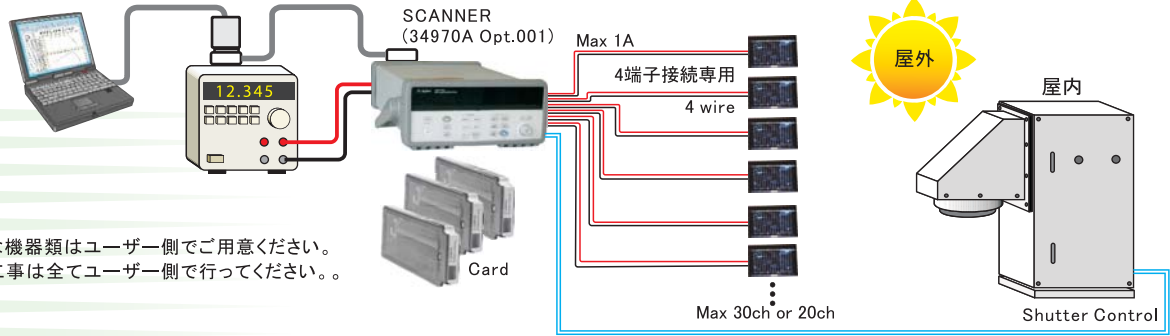 SCANNER
(34970A Opt.001)
Max 1A
4端子接続専用
4 wire
屋外
屋内
12.345
な機器類はユーザー側でご用意ください。
工事は全てユーザー側で行ってください。。
Card
Max 30ch or 20ch
Shutter Control